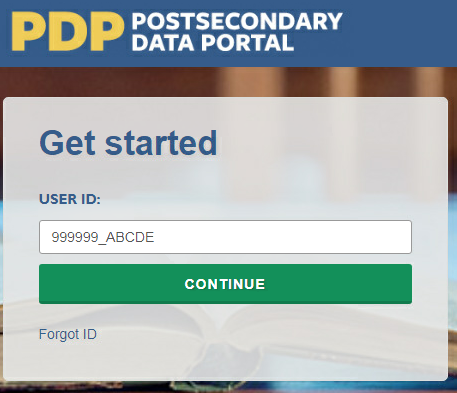 PDP POSTSECONDARY
DATA PORTAL
Get started
USER ID:
999999_ABCDE
CONTINUE
Forgot ID